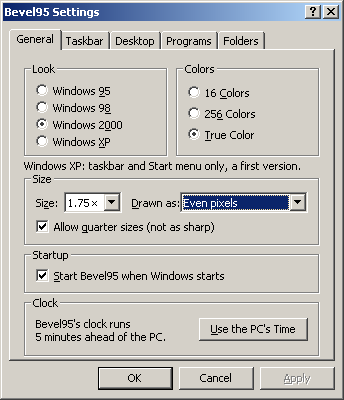 Bevel95 Settings
General Taskbar Desktop Programs Folders
Look
Windows 95
Windows 98
Windows 2000
Windows XP
Colors
16 Colors
256 Colors
True Color
Windows XP: taskbar and Start menu only, a first version.
Size
Size: 1.75× Drawn as: Even pixels
Allow quarter sizes (not as sharp)
Startup
Start Bevel95 when Windows starts
Clock
Bevel95's clock runs
5 minutes ahead of the PC.
Use the PC's Time
OK Cancel Apply